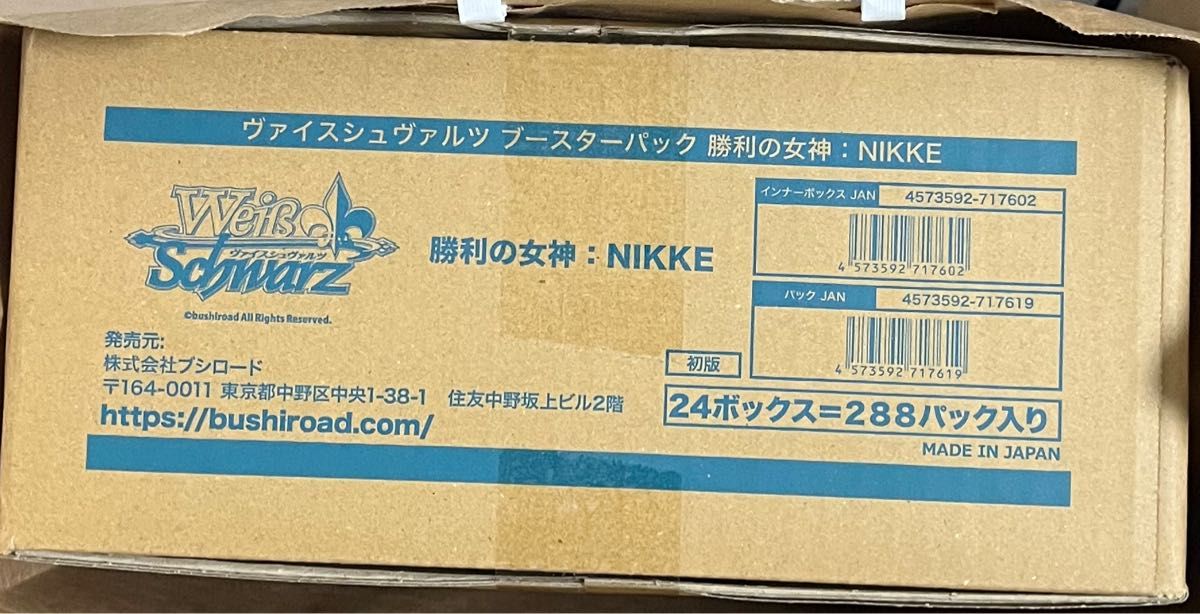 ヴァイスシュヴァルツ ブースターパック 勝利の女神：NIKKE
Weiß
ヴァイスシュヴァルツ
Schwarz
©bushiroad All Rights Reserved.
勝利の女神：NIKKE
インナーボックス JAN 4573592-717602
4 573592 717602
パック JAN 4573592-717619
4 573592 717619
発売元:
株式会社ブシロード
〒164-0011 東京都中野区中央1-38-1 住友中野坂上ビル2階
https://bushiroad.com/
初版
24ボックス=288パック入り
MADE IN JAPAN